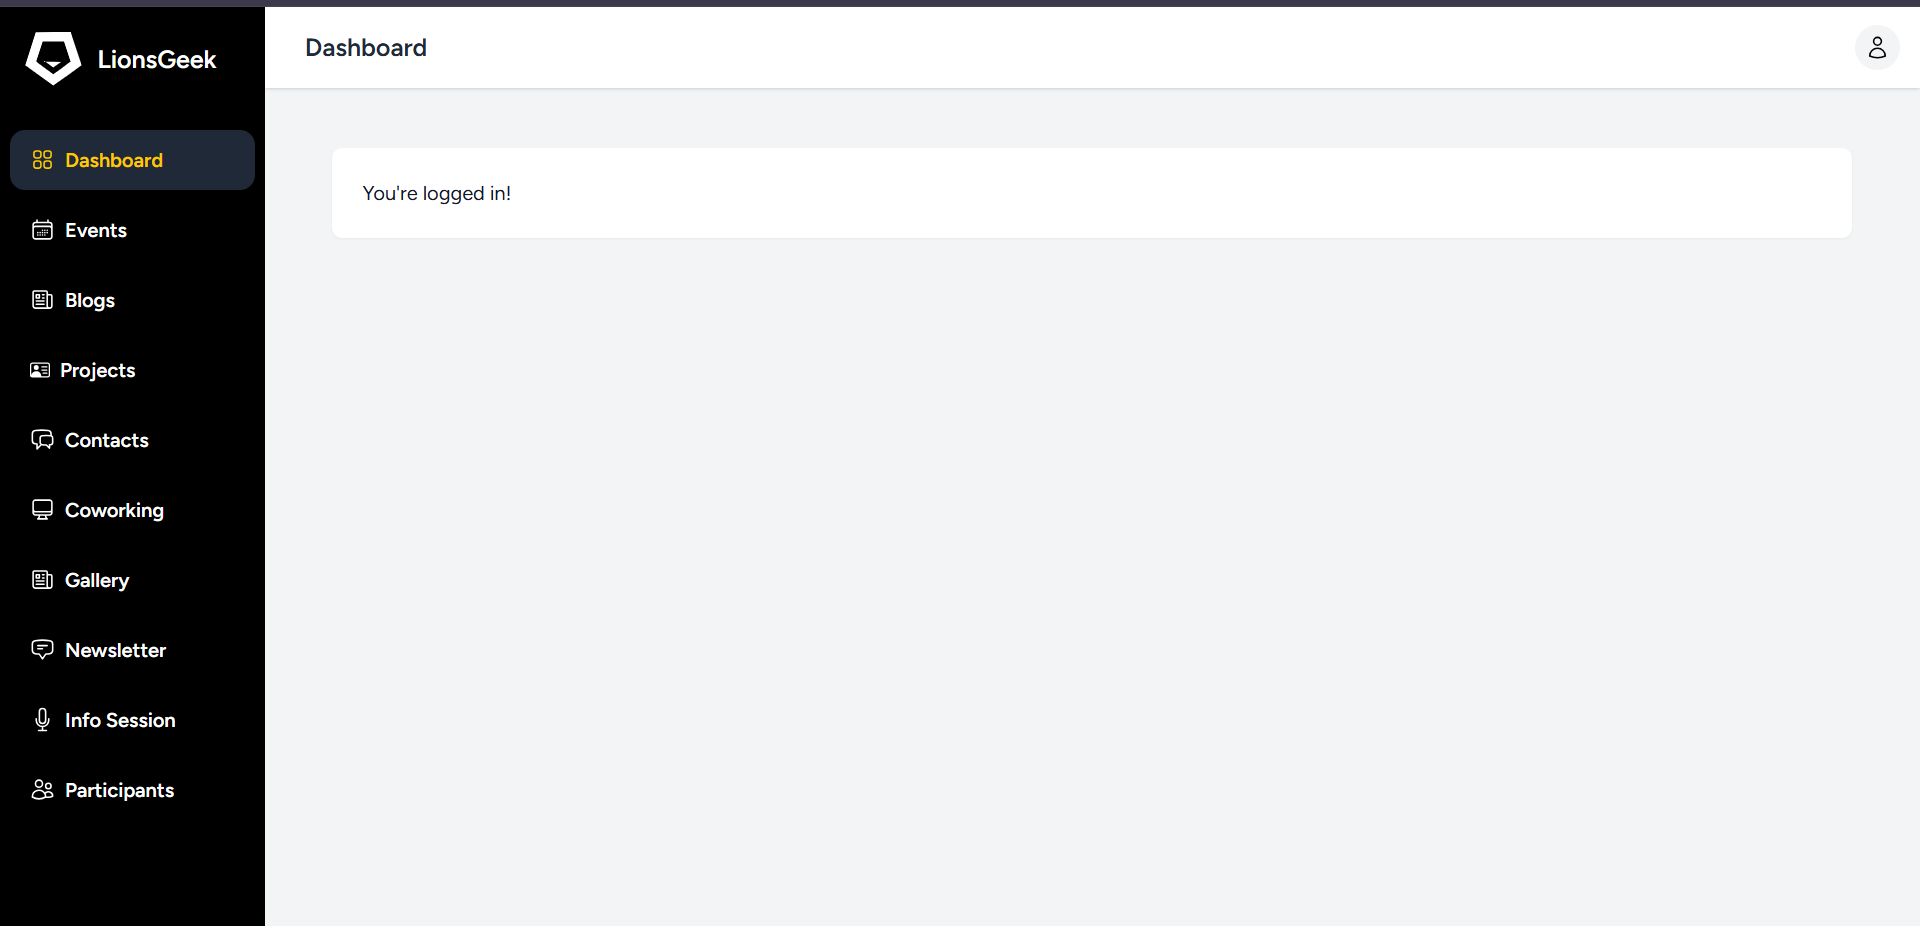 LionsGeek
Dashboard
Events
Blogs
Projects
Contacts
Coworking
Gallery
Newsletter
Info Session
Participants
Dashboard
You're logged in!